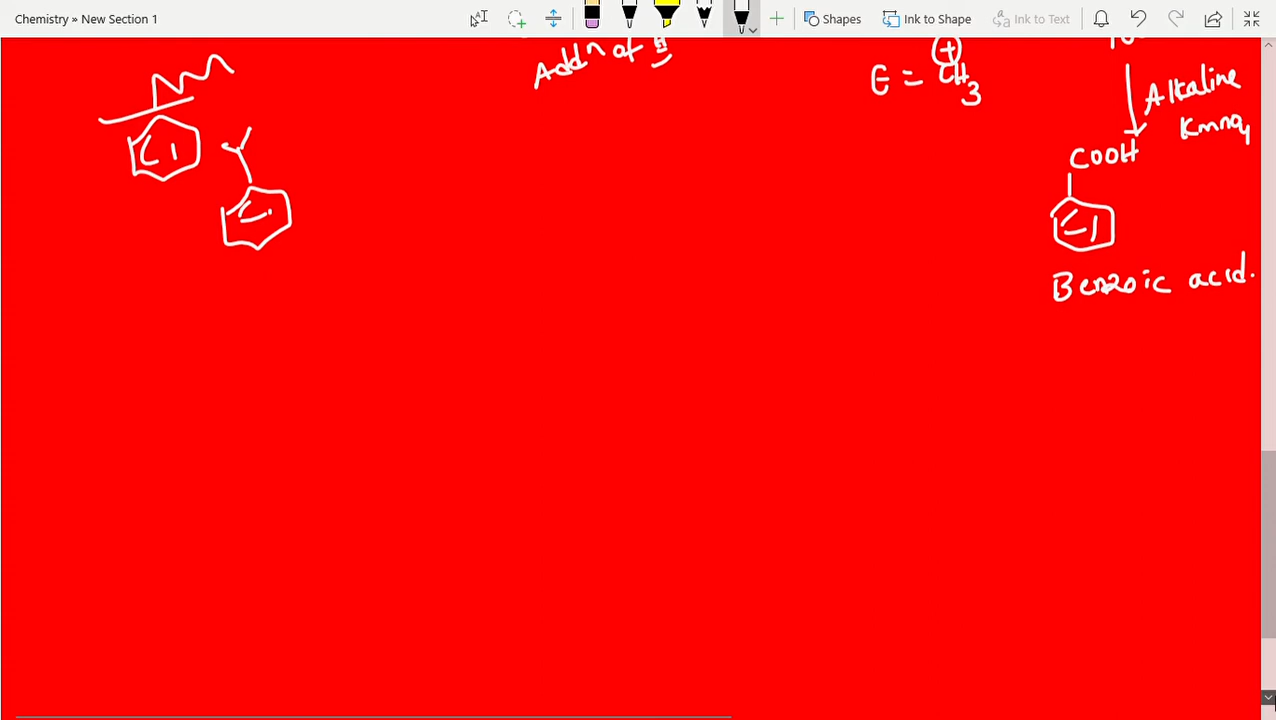 Chemistry » New Section 1
Shapes
Ink to Shape
Ink to Text
Addn of E
E = CH3
+
Alkaline
KmnO4
COOH
Benzoic acid.